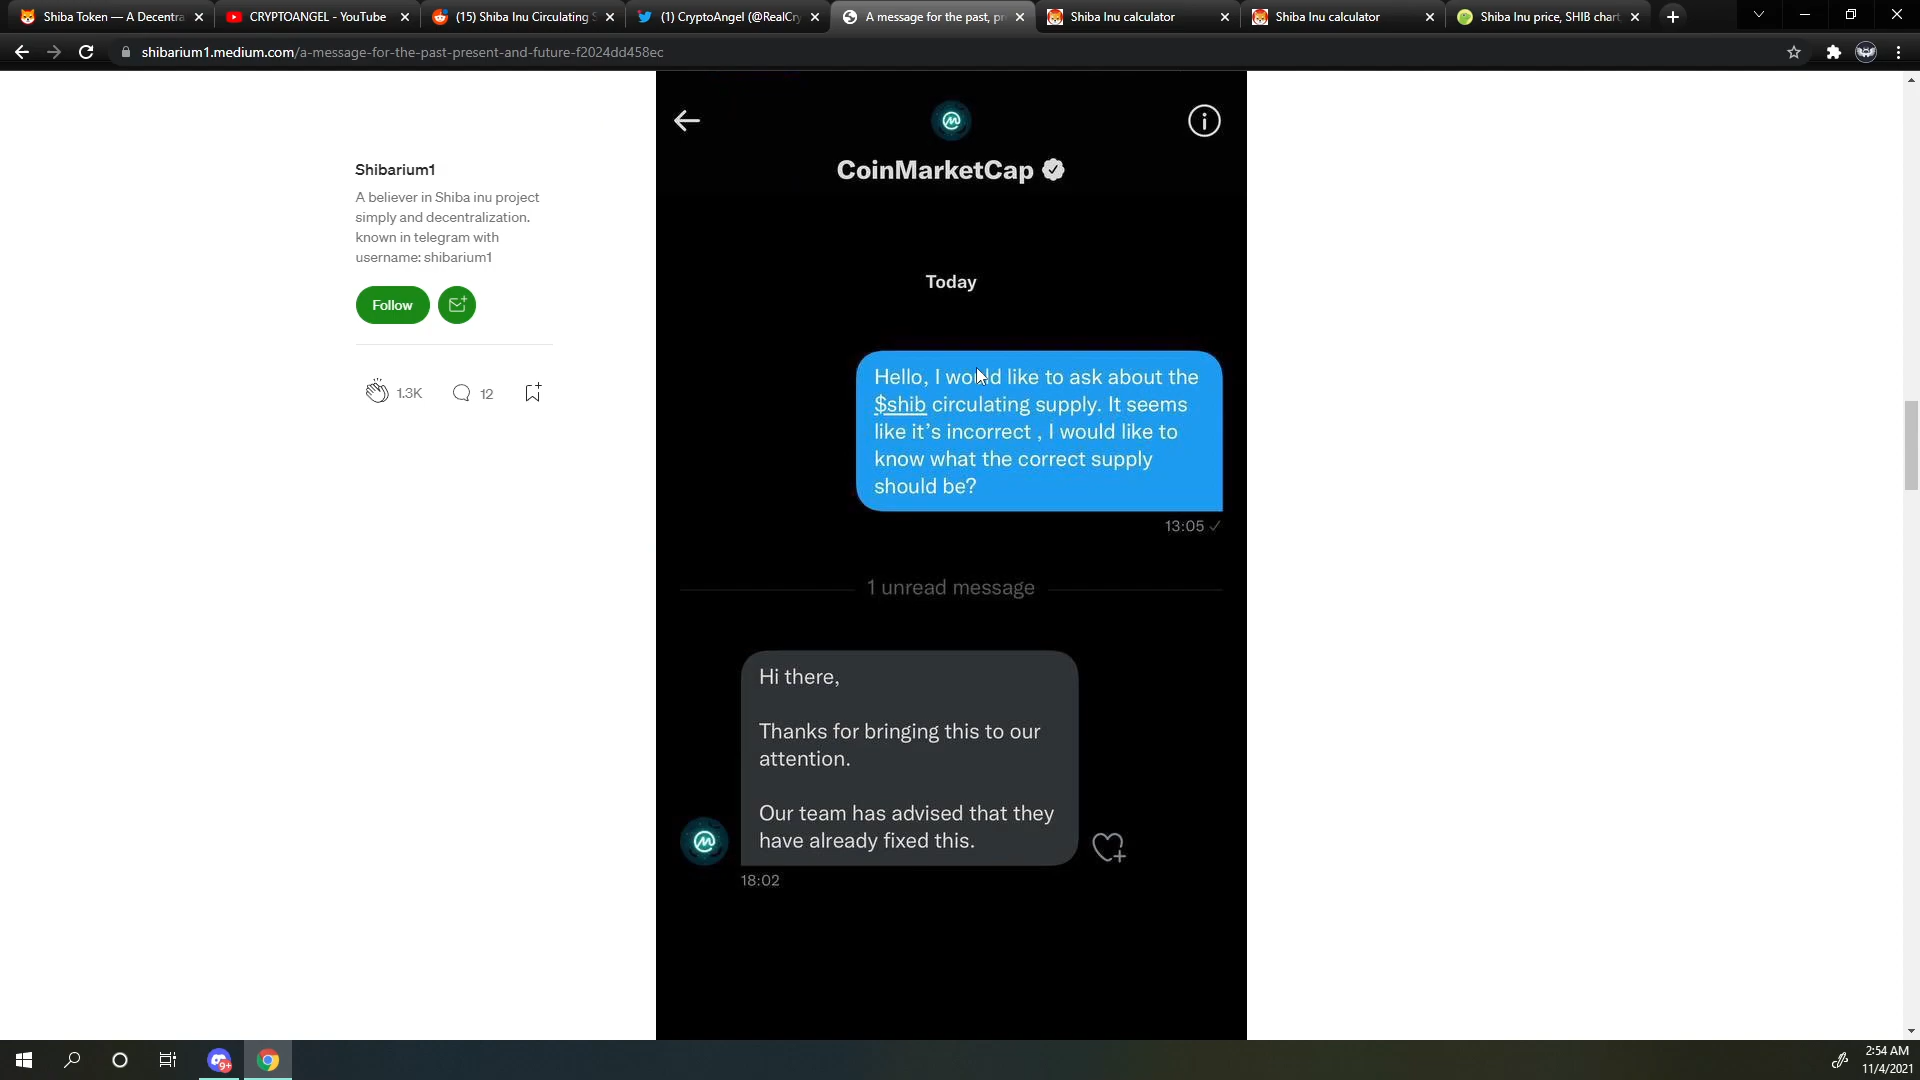 Shiba Token — A Decentra
CRYPTOANGEL - YouTube
(15) Shiba Inu Circulating S
(1) CryptoAngel (@RealCry
A message for the past, pr
Shiba Inu calculator
Shiba Inu calculator
Shiba Inu price, SHIB chart
shibarium1.medium.com/a-message-for-the-past-present-and-future-f2024dd458ec
Shibarium1
A believer in Shiba inu project
simply and decentralization.
known in telegram with
username: shibarium1
Follow
1.3K
12
CoinMarketCap
Today
Hello, I would like to ask about the
$shib circulating supply. It seems
like it's incorrect , I would like to
know what the correct supply
should be?
13:05
1 unread message
Hi there,
Thanks for bringing this to our
attention.
Our team has advised that they
have already fixed this.
18:02
9+
2:54 AM
11/4/2021